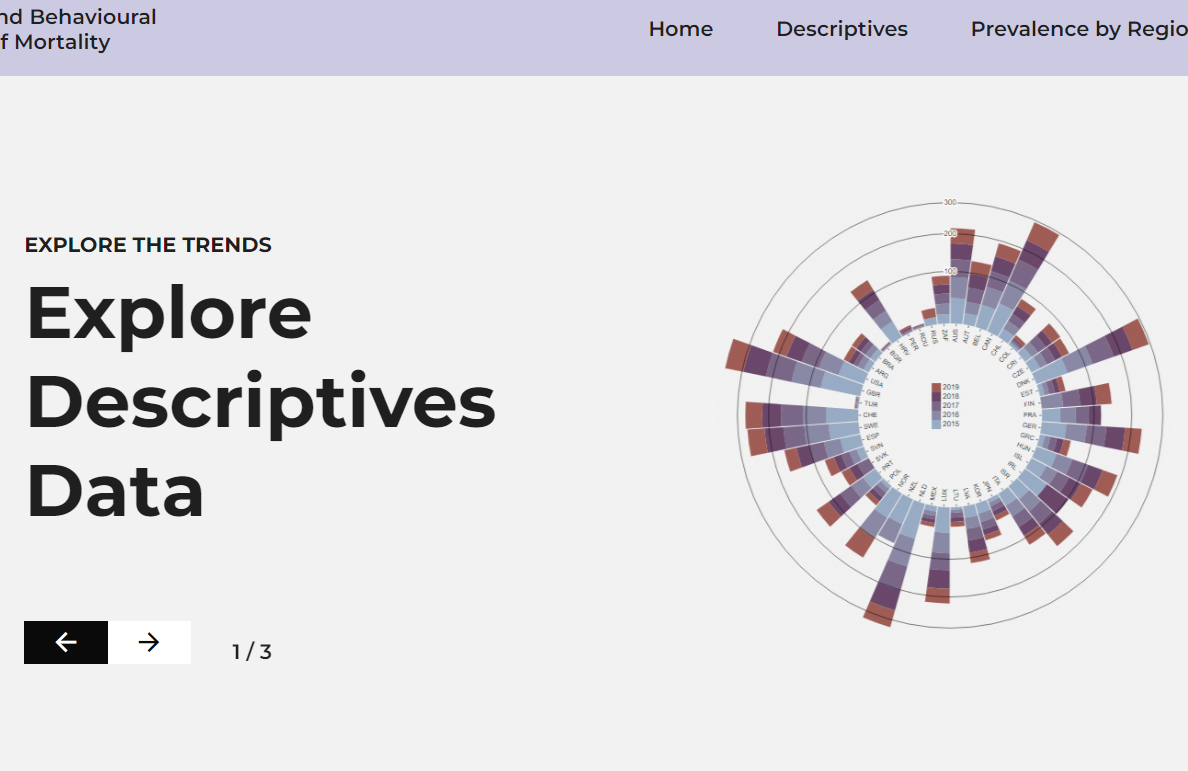 nd Behavioural
f Mortality
Home
Descriptives
Prevalence by Regio
EXPLORE THE TRENDS
Explore
Descriptives
Data
1 / 3
300
200
100
AUS
AUT
BEL
CAN
CHL
COL
CRI
CZE
DNK
EST
FIN
FRA
GER
GRC
HUN
ISL
IRL
ISR
ITA
JPN
KOR
LVA
LTU
LUX
MEX
NLD
NZL
NOR
POL
PRT
SVK
SVN
ESP
SWE
CHE
TUR
GBR
USA
ARG
BRA
BGR
HRV
PER
ROU
RUS
ZAF
2019
2018
2017
2016
2015